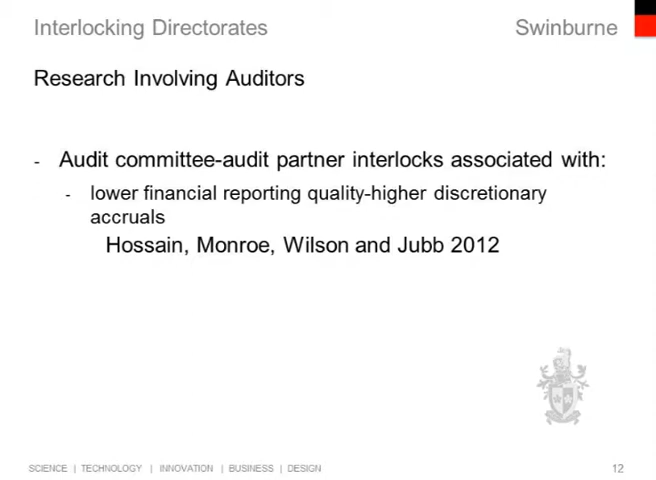 Interlocking Directorates Swinburne
Research Involving Auditors
- Audit committee-audit partner interlocks associated with:
- lower financial reporting quality-higher discretionary
accruals
Hossain, Monroe, Wilson and Jubb 2012
SCIENCE | TECHNOLOGY | INNOVATION | BUSINESS | DESIGN 12